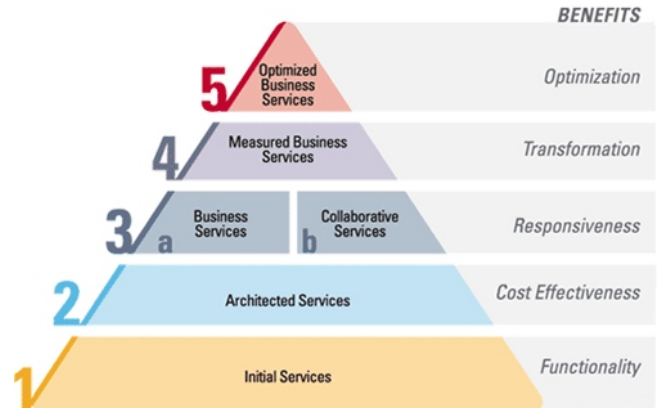 BENEFITS
5
Optimized
Business
Services
Optimization
4
Measured Business
Services
Transformation
3
a
Business
Services
b
Collaborative
Services
Responsiveness
2
Architected Services
Cost Effectiveness
1
Initial Services
Functionality